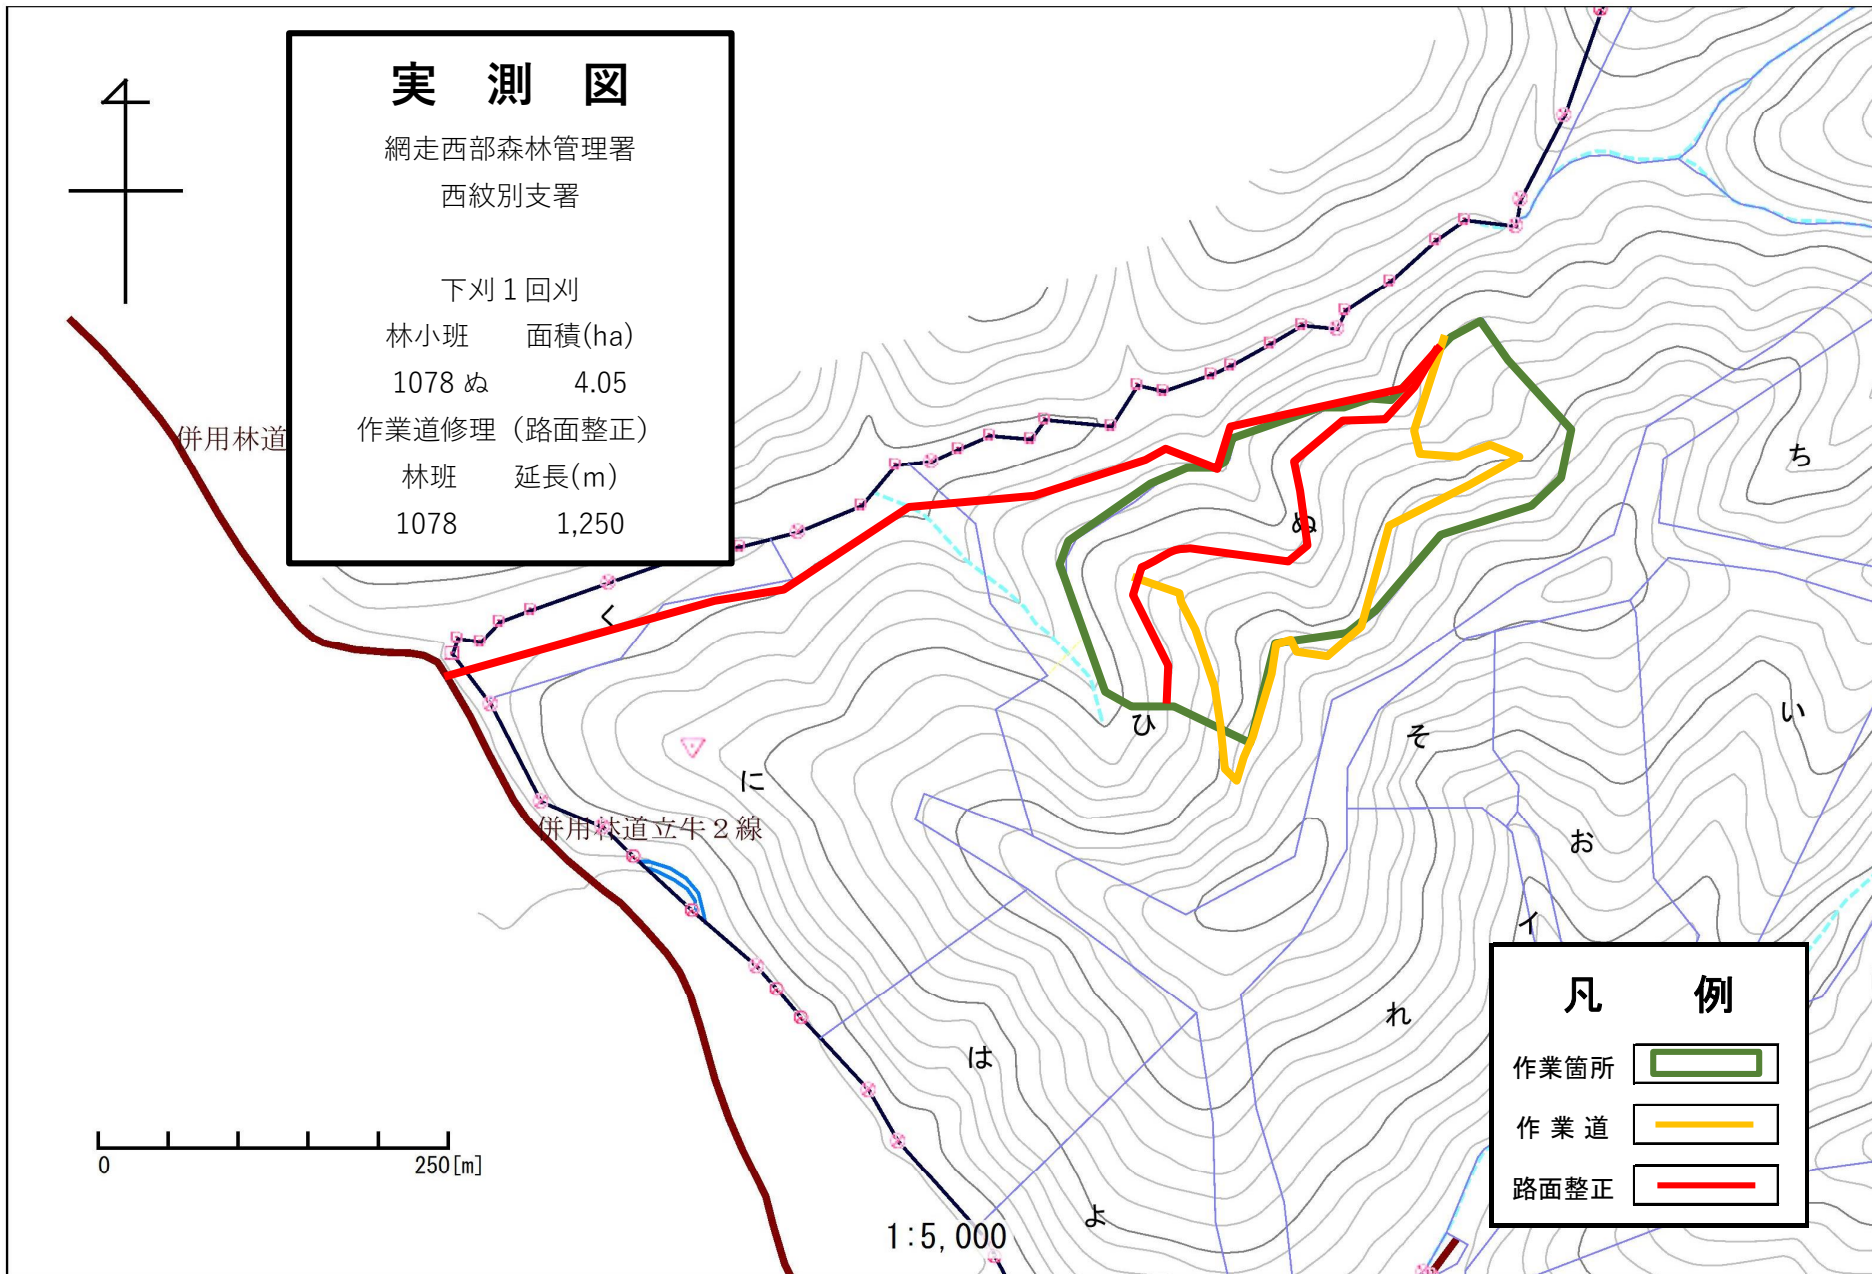 実 測 図
網走西部森林管理署
西紋別支署
下刈1回刈
林小班 面積(ha)
1078 ぬ 4.05
作業道修理（路面整正）
林班 延長(m)
1078 1,250
併用林道
ち
ぬ
く
ひ
い
そ
に
併用林道立牛２線
お
イ
れ
は
よ
凡 例
作業箇所
作 業 道
路面整正
0 250[m]
1:5,000